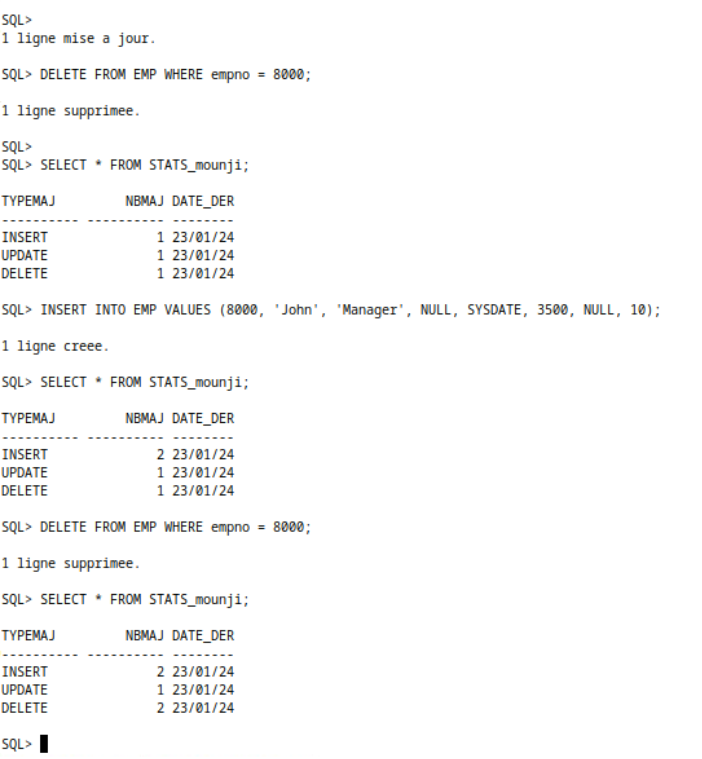 SQL>
1 ligne mise a jour.
SQL> DELETE FROM EMP WHERE empno = 8000;
1 ligne supprimee.
SQL>
SQL> SELECT * FROM STATS_mounji;
TYPEMAJ         NBMAJ DATE_DER
---------- ---------- --------
INSERT              1 23/01/24
UPDATE              1 23/01/24
DELETE              1 23/01/24
SQL> INSERT INTO EMP VALUES (8000, 'John', 'Manager', NULL, SYSDATE, 3500, NULL, 10);
1 ligne creee.
SQL> SELECT * FROM STATS_mounji;
TYPEMAJ         NBMAJ DATE_DER
---------- ---------- --------
INSERT              2 23/01/24
UPDATE              1 23/01/24
DELETE              1 23/01/24
SQL> DELETE FROM EMP WHERE empno = 8000;
1 ligne supprimee.
SQL> SELECT * FROM STATS_mounji;
TYPEMAJ         NBMAJ DATE_DER
---------- ---------- --------
INSERT              2 23/01/24
UPDATE              1 23/01/24
DELETE              2 23/01/24
SQL>